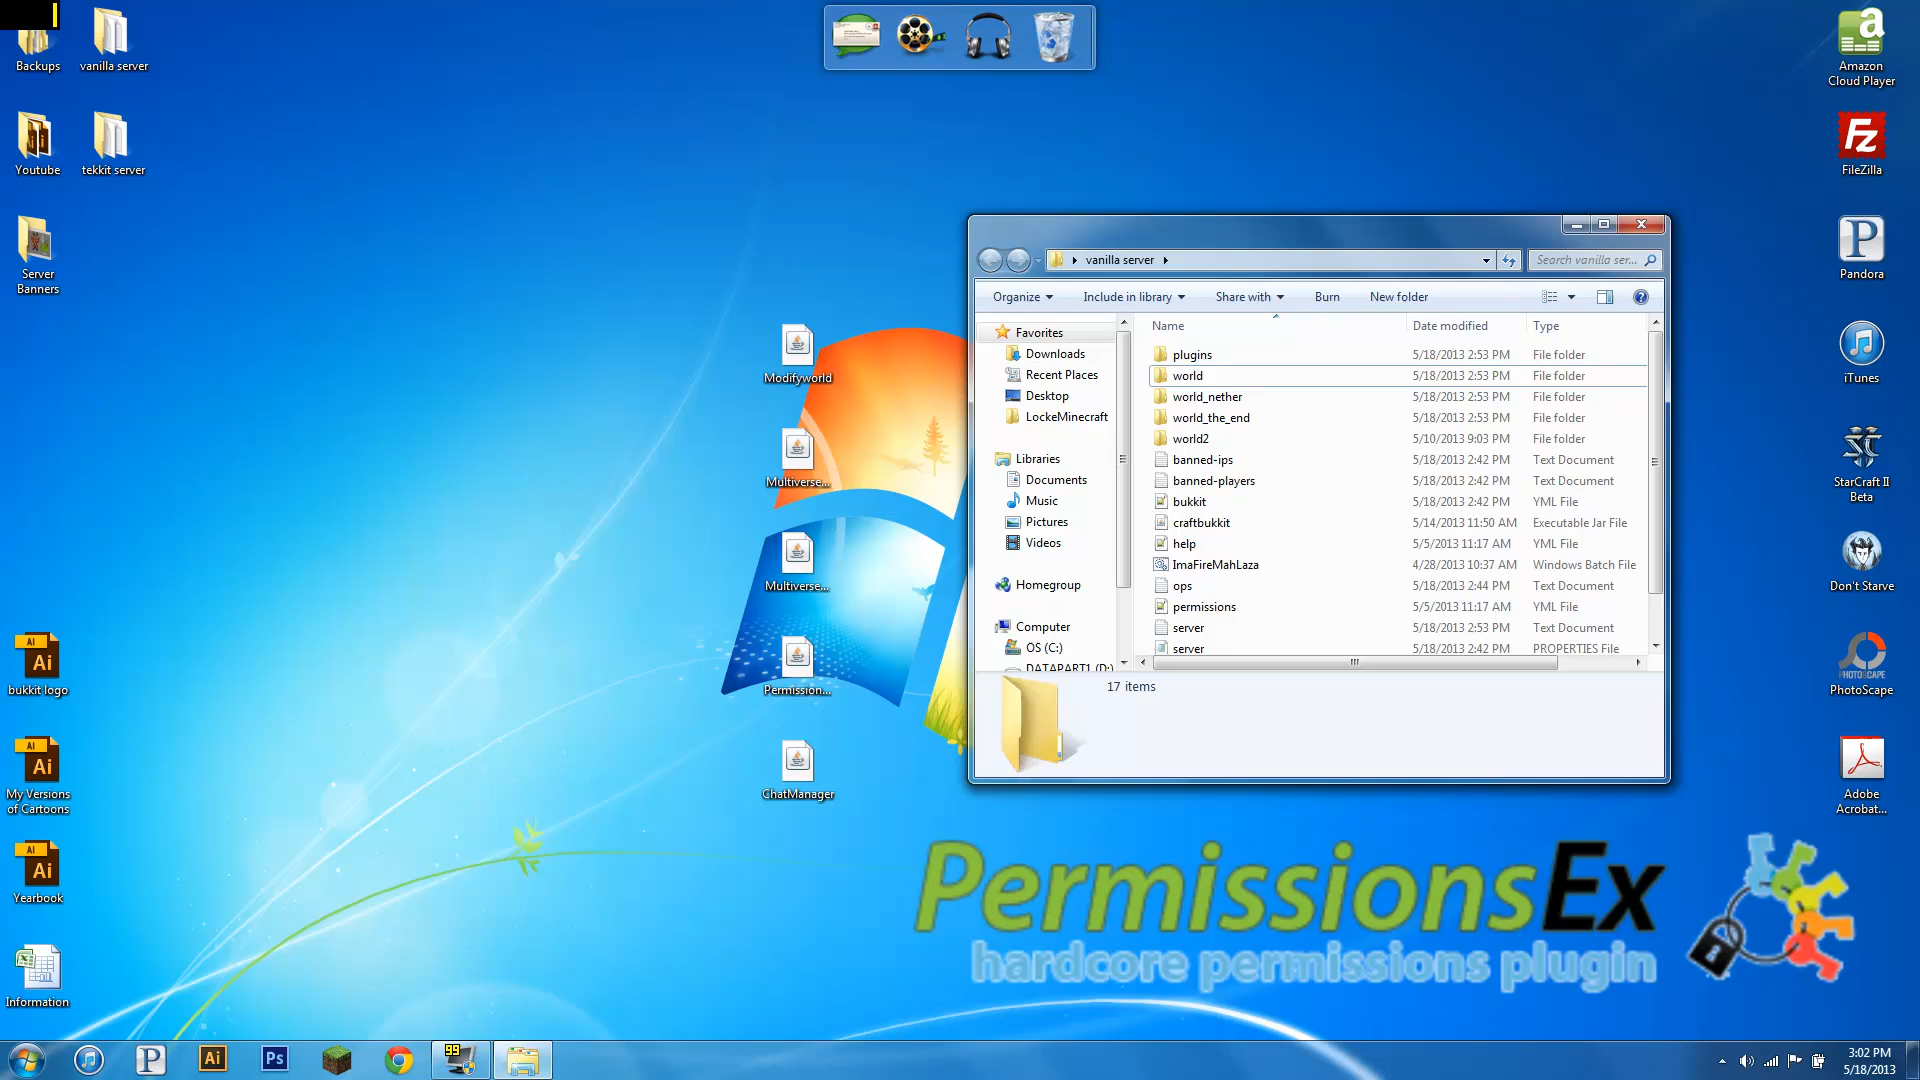 Backups
vanilla server
Youtube
tekkit server
Server
Banners
bukkit logo
My Versions
of Cartoons
Yearbook
Information
Modifyworld
Multiverse...
Multiverse...
Permission...
ChatManager
vanilla server
Search vanilla ser...
Organize
Include in library
Share with
Burn
New folder
Favorites
Downloads
Recent Places
Desktop
LockeMinecraft
Libraries
Documents
Music
Pictures
Videos
Homegroup
Computer
OS (C:)
DATAPART1 (D:)
Name Date modified Type
plugins 5/18/2013 2:53 PM File folder
world 5/18/2013 2:53 PM File folder
world_nether 5/18/2013 2:53 PM File folder
world_the_end 5/18/2013 2:53 PM File folder
world2 5/10/2013 9:03 PM File folder
banned-ips 5/18/2013 2:42 PM Text Document
banned-players 5/18/2013 2:42 PM Text Document
bukkit 5/18/2013 2:42 PM YML File
craftbukkit 5/14/2013 11:50 AM Executable Jar File
help 5/5/2013 11:17 AM YML File
ImaFireMahLaza 4/28/2013 10:37 AM Windows Batch File
ops 5/18/2013 2:44 PM Text Document
permissions 5/5/2013 11:17 AM YML File
server 5/18/2013 2:53 PM Text Document
server 5/18/2013 2:42 PM PROPERTIES File
17 items
Amazon
Cloud Player
FileZilla
Pandora
iTunes
StarCraft II
Beta
Don't Starve
PHOTOSCAPE
PhotoScape
Adobe
Acrobat...
PermissionsEx
hardcore permissions plugin
P
Ai
Ps
99
3:02 PM
5/18/2013